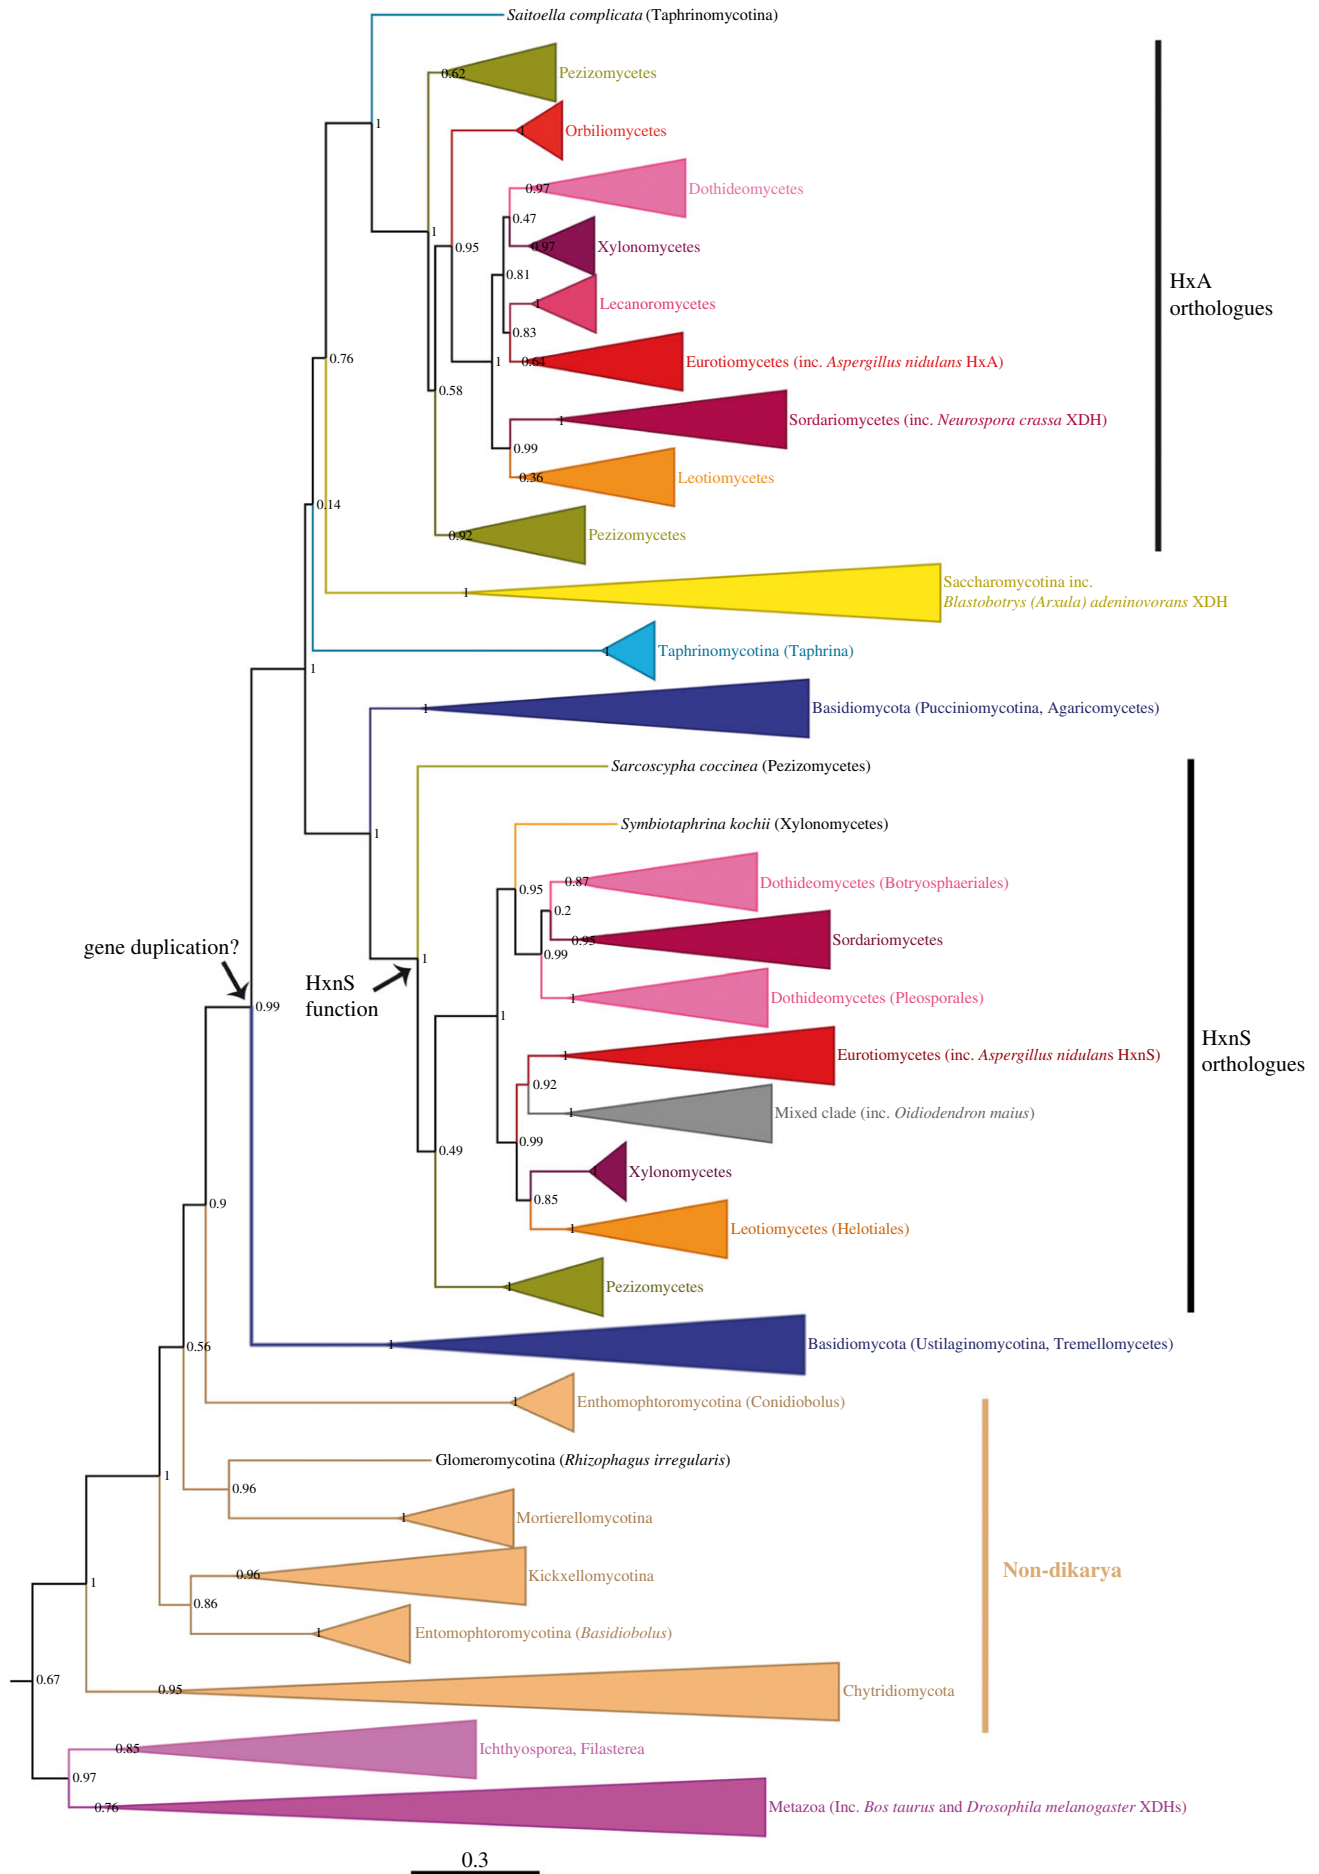 Saitoella complicata (Taphrinomycotina)
0.62
Pezizomycetes
1
Orbiliomycetes
1
0.97
Dothideomycetes
0.47
1
0.95
0.97
Xylonomycetes
0.81
HxA
orthologues
1
Lecanoromycetes
0.83
0.76
1
0.64
Eurotiomycetes (inc. Aspergillus nidulans HxA)
0.58
1
Sordariomycetes (inc. Neurospora crassa XDH)
0.99
0.36
Leotiomycetes
0.14
0.92
Pezizomycetes
1
Saccharomycotina inc.
Blastobotrys (Arxula) adeninovorans XDH
1
Taphrinomycotina (Taphrina)
1
1
Basidiomycota (Pucciniomycotina, Agaricomycetes)
Sarcoscypha coccinea (Pezizomycetes)
Symbiotaphrina kochii (Xylonomycetes)
1
0.95
0.87
Dothideomycetes (Botryosphaeriales)
0.2
0.95
Sordariomycetes
gene duplication?
0.99
1
HxnS
function
1
Dothideomycetes (Pleosporales)
0.99
1
1
Eurotiomycetes (inc. Aspergillus nidulans HxnS)
HxnS
orthologues
0.92
1
Mixed clade (inc. Oidiodendron maius)
0.99
0.49
1
Xylonomycetes
0.85
0.9
1
Leotiomycetes (Helotiales)
1
Pezizomycetes
0.56
1
Basidiomycota (Ustilaginomycotina, Tremellomycetes)
1
Enthomophtoromycotina (Conidiobolus)
Glomeromycotina (Rhizophagus irregularis)
1
0.96
1
Mortierellomycotina
0.96
Kickxellomycotina
Non-dikarya
1
0.86
1
Entomophtoromycotina (Basidiobolus)
0.67
0.95
Chytridiomycota
0.85
Ichthyosporea, Filasterea
0.97
0.76
Metazoa (Inc. Bos taurus and Drosophila melanogaster XDHs)
0.3